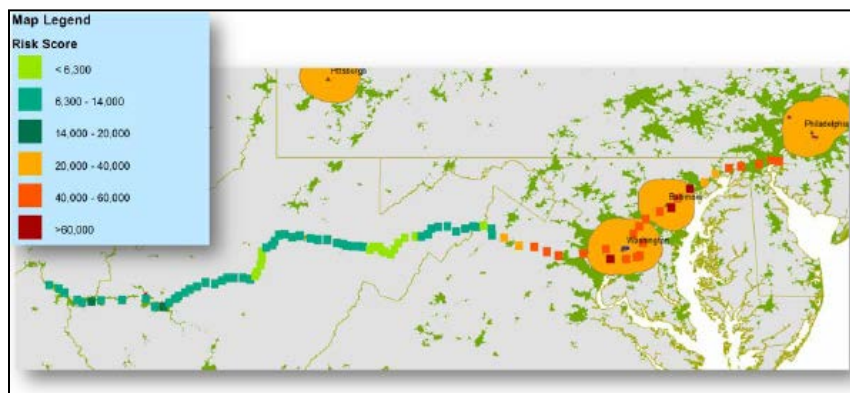 Map Legend
Risk Score
< 6,300
6,300 - 14,000
14,000 - 20,000
20,000 - 40,000
40,000 - 60,000
>60,000
Pittsburgh
Philadelphia
Baltimore
Washington